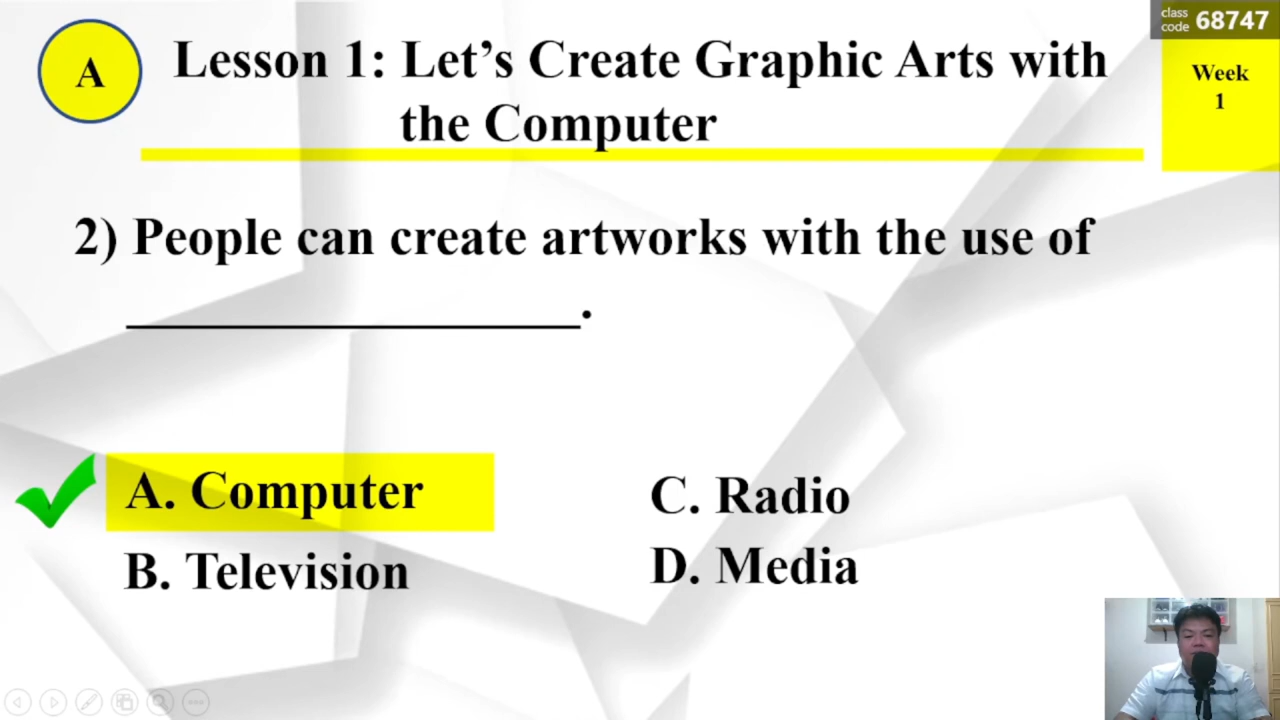 A
Lesson 1: Let’s Create Graphic Arts with
the Computer
class
code 68747
Week
1
2) People can create artworks with the use of
__________________.
A. Computer
B. Television
C. Radio
D. Media